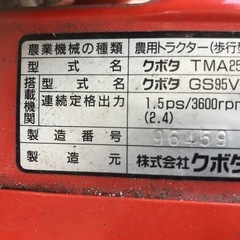 農業機械の種類 農用トラクター(歩行型
型式名 クボタ TMA25
搭載機関 型式名 クボタ GS95V
連続定格出力 1.5ps/3600rpm
(2.4)
製造番号 96459
製造元 株式会社クボタ